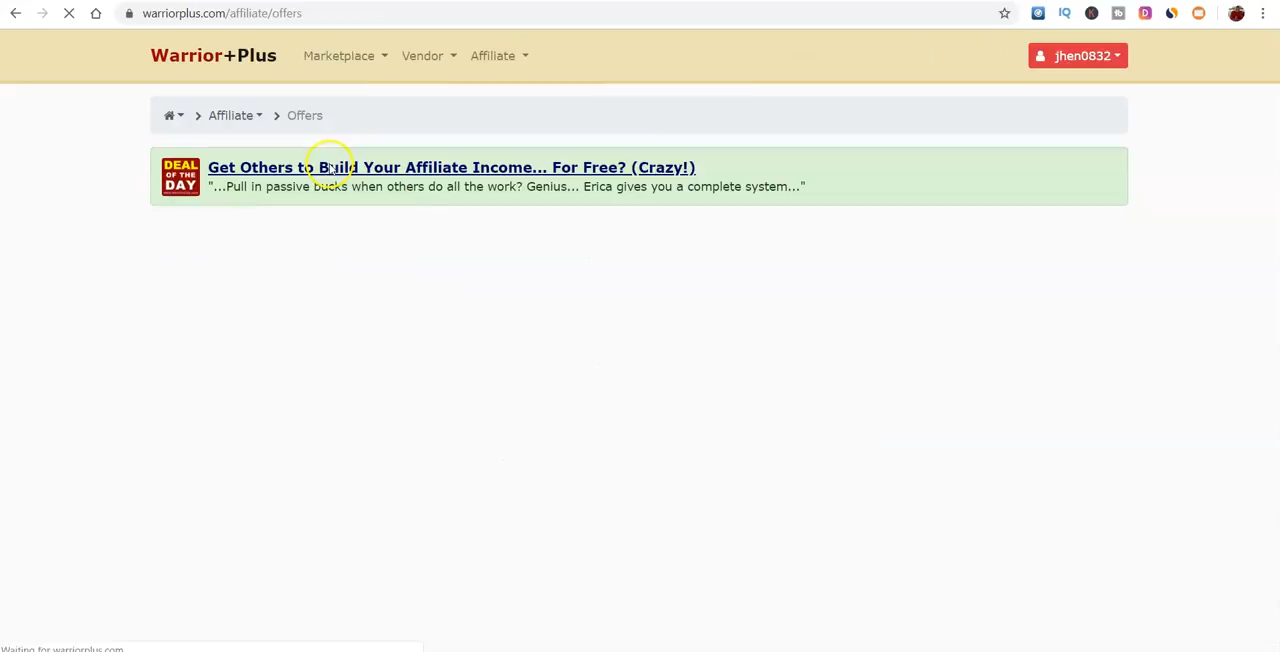 warriorplus.com/affiliate/offers
Warrior+Plus Marketplace Vendor Affiliate jhen0832
Affiliate Offers
DEAL OF THE DAY
Get Others to Build Your Affiliate Income... For Free? (Crazy!)
"...Pull in passive bucks when others do all the work? Genius... Erica gives you a complete system..."
Waiting for warriorplus.com